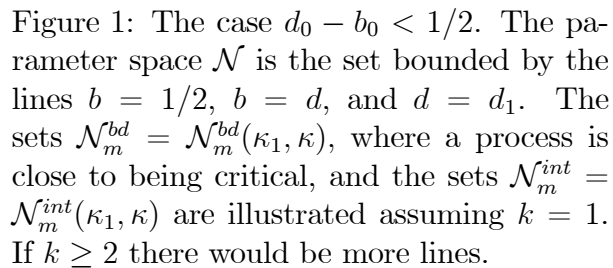 Figure 1: The case $d_0 - b_0 < 1/2$. The pa-
rameter space $\mathcal{N}$ is the set bounded by the
lines $b = 1/2$, $b = d$, and $d = d_1$. The
sets $\mathcal{N}_m^{bd} = \mathcal{N}_m^{bd}(\kappa_1, \kappa)$, where a process is
close to being critical, and the sets $\mathcal{N}_m^{int} =$
$\mathcal{N}_m^{int}(\kappa_1, \kappa)$ are illustrated assuming $k = 1$.
If $k \geq 2$ there would be more lines.